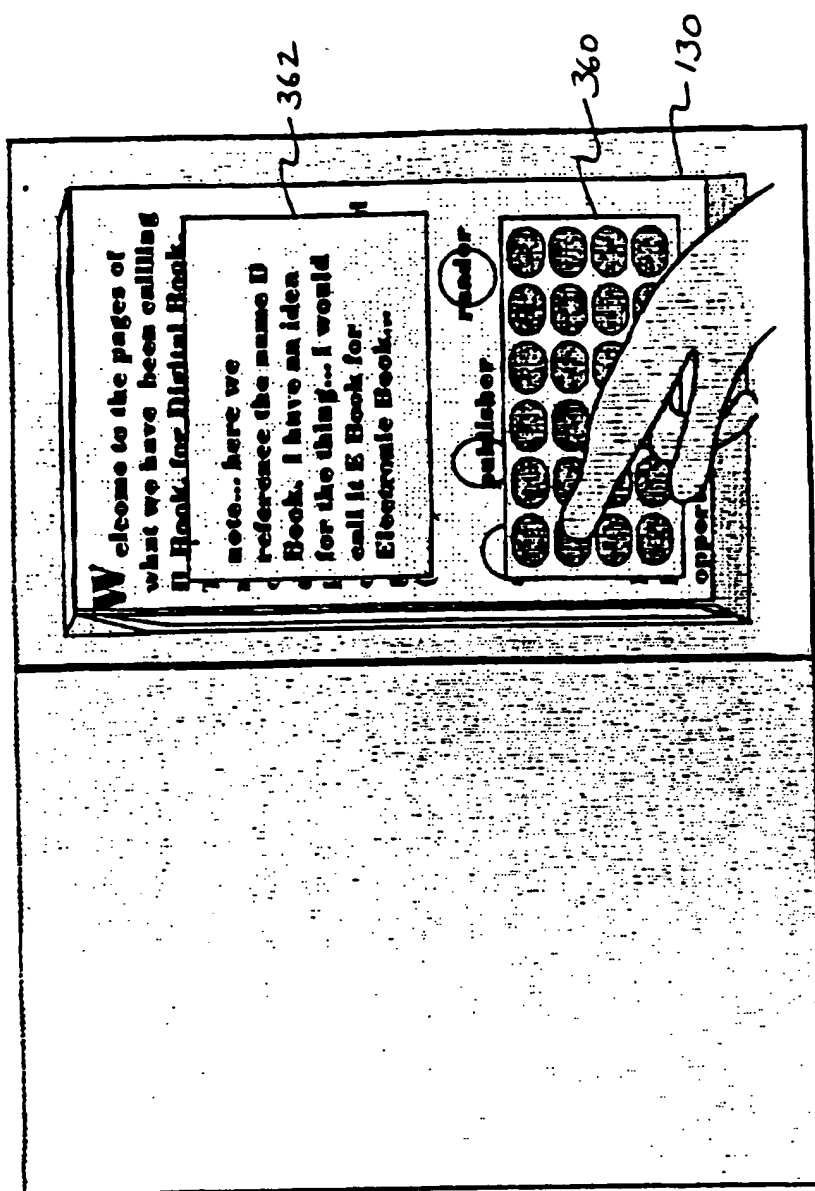 Welcome to the pages of
what we have been callling
D Book, for Digital Book.
note... here we
reference the name D
Book. I have an idea
for the thing... I would
call it E Book for
Electronic Book...
publisher
reader
oppor
362
360
130